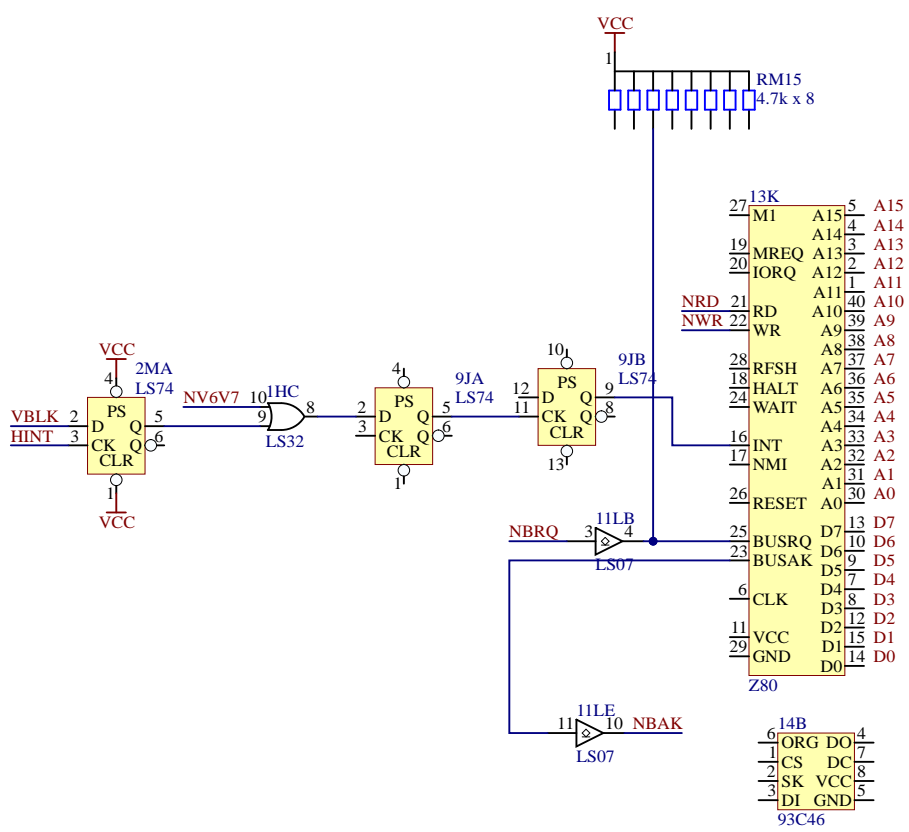 VCC
1
RM15
4.7k x 8
13K
27 M1 A15 5 A15
A14 4 A14
19 MREQ A13 3 A13
20 IORQ A12 2 A12
A11 1 A11
NRD 21 RD A10 40 A10
NWR 22 WR A9 39 A9
A8 38 A8
28 RFSH A7 37 A7
18 HALT A6 36 A6
24 WAIT A5 35 A5
A4 34 A4
16 INT A3 33 A3
17 NMI A2 32 A2
A1 31 A1
26 RESET A0 30 A0
D7 13 D7
25 BUSRQ D6 10 D6
23 BUSAK D5 9 D5
D4 7 D4
6 CLK D3 8 D3
D2 12 D2
11 VCC D1 15 D1
29 GND D0 14 D0
Z80
VCC
4
2MA
LS74
PS
VBLK 2 D Q 5
HINT 3 CK Q 6
CLR
1
VCC
NV6V7 10 1HC
9 8
LS32
4
9JA
LS74
PS
2 D Q 5
3 CK Q 6
CLR
1
10
9JB
LS74
PS
12 D Q 9
11 CK Q 8
CLR
13
11LB
NBRQ 3 4
LS07
11LE
11 10 NBAK
LS07
14B
6 ORG DO 4
1 CS DC 7
2 SK VCC 8
3 DI GND 5
93C46